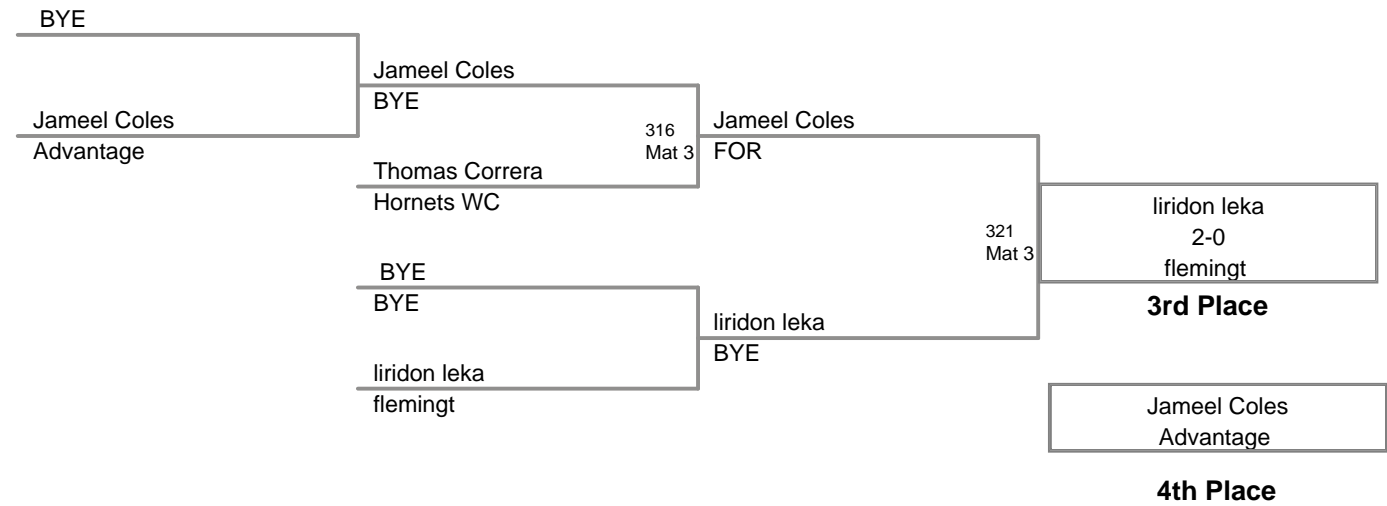 BYE
Jameel Coles
Advantage
Jameel Coles
BYE
316
Mat 3
Thomas Correra
Hornets WC
BYE
BYE
liridon leka
flemingt
Jameel Coles
FOR
liridon leka
BYE
321
Mat 3
liridon leka
2-0
flemingt
3rd Place
Jameel Coles
Advantage
4th Place